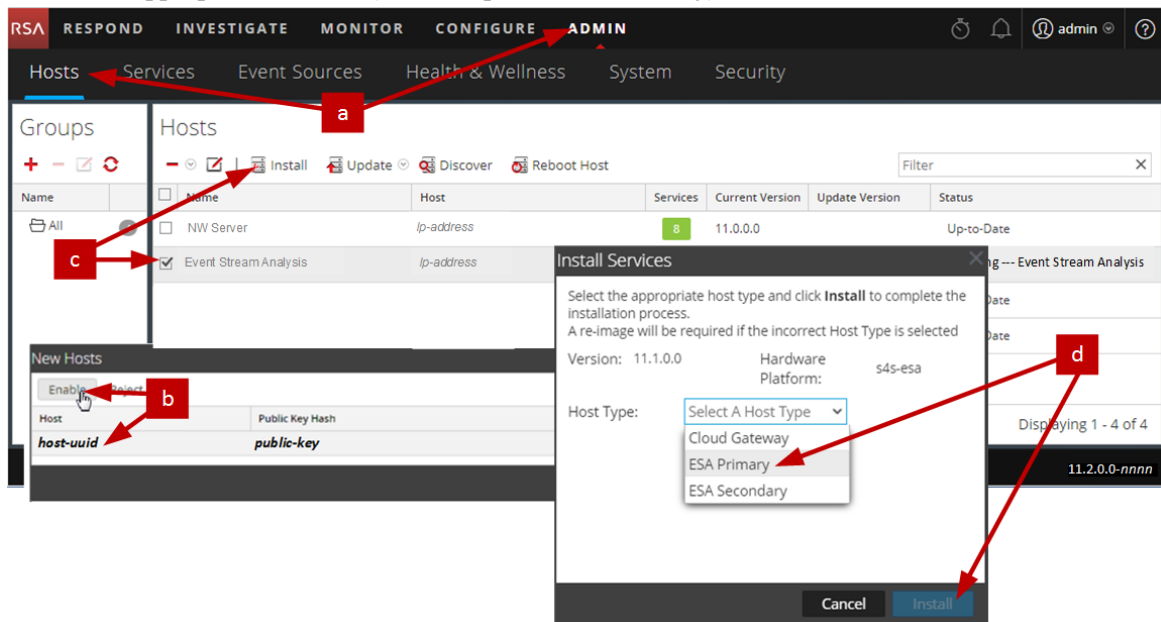 RSA RESPOND INVESTIGATE MONITOR CONFIGURE ADMIN admin ?
Hosts Services Event Sources Health & Wellness System Security
a
Groups
Hosts
Install Update Discover Reboot Host Filter X
Name
Name Host Services Current Version Update Version Status
All
NW Server Ip-address 8 11.0.0.0 Up-to-Date
c
Event Stream Analysis Ip-address
--- Event Stream Analysis
Install Services
Select the appropriate host type and click Install to complete the
installation process.
A re-image will be required if the incorrect Host Type is selected
Version: 11.1.0.0 Hardware
Platform: s4s-esa
d
Host Type: Select A Host Type
Cloud Gateway
ESA Primary
ESA Secondary
Cancel Install
New Hosts
Enable Reject
b
Host Public Key Hash
host-uuid public-key
Displaying 1 - 4 of 4
11.2.0.0-nnnn